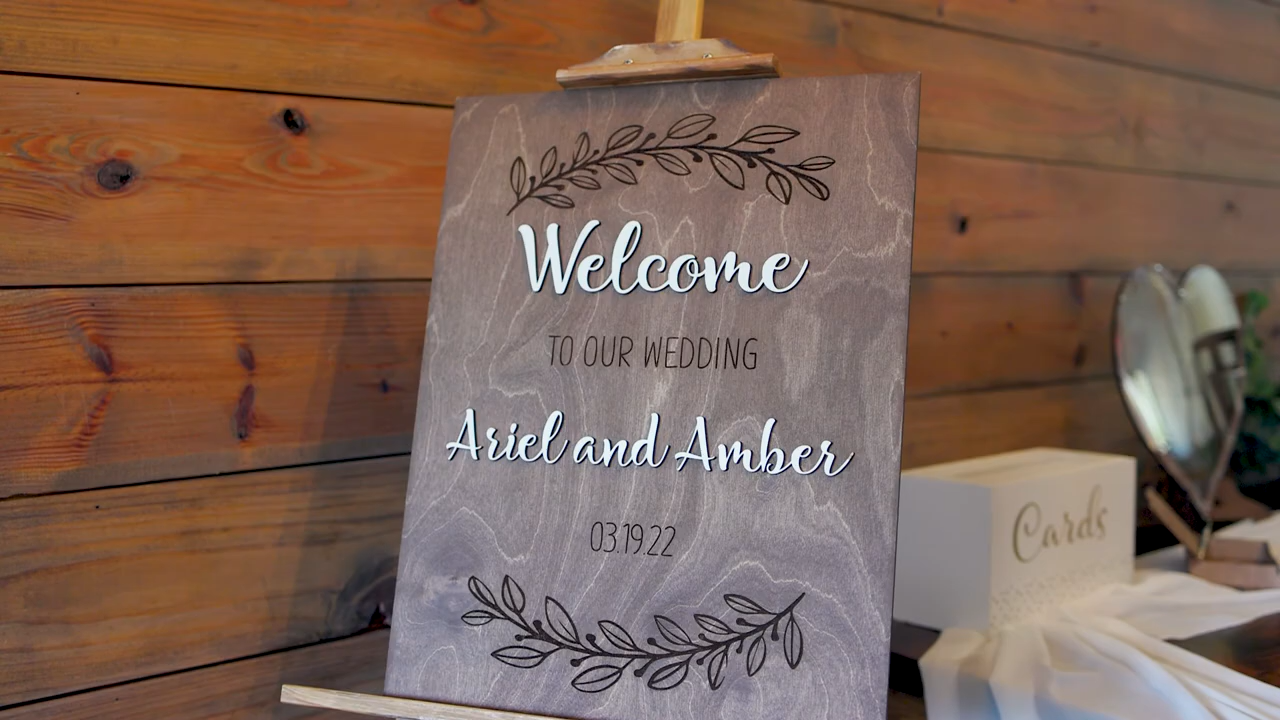 Welcome
TO OUR WEDDING
Ariel and Amber
03.19.22
Cards